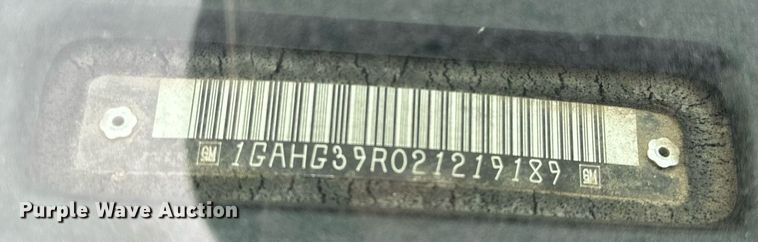 GM 1GAHG39R021219189 GM
Purple Wave Auction